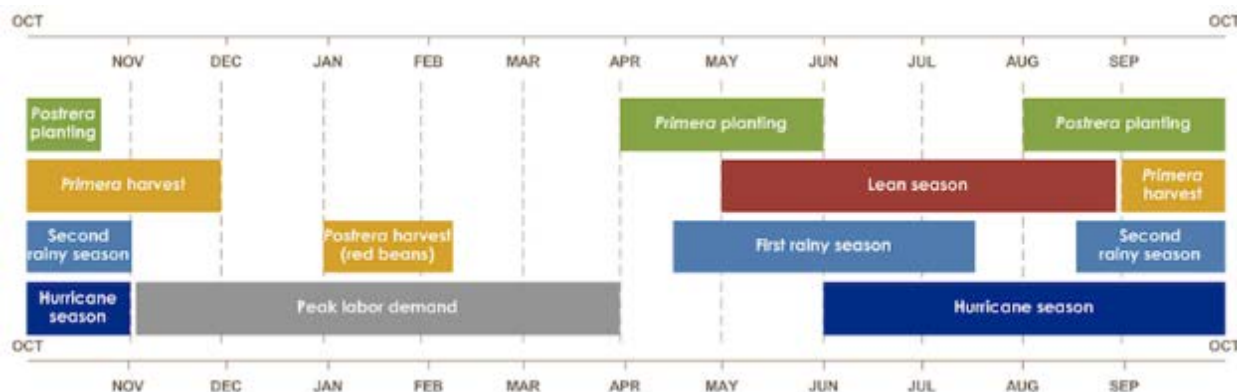 OCT OCT
NOV DEC JAN FEB MAR APR MAY JUN JUL AUG SEP
Postrera
planting
Primera planting
Postrera planting
Primera harvest
Lean season
Primera
harvest
Second
rainy season
Postrera harvest
(red beans)
First rainy season
Second
rainy season
Hurricane
season
Peak labor demand
Hurricane season
OCT OCT
NOV DEC JAN FEB MAR APR MAY JUN JUL AUG SEP